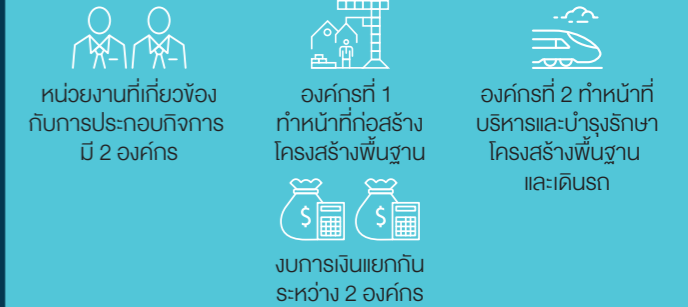 หน่วยงานที่เกี่ยวข้อง
กับการประกอบกิจการ
มี 2 องค์กร
องค์กรที่ 1
ทำหน้าที่ก่อสร้าง
โครงสร้างพื้นฐาน
องค์กรที่ 2 ทำหน้าที่
บริหารและบำรุงรักษา
โครงสร้างพื้นฐาน
และเดินรถ
$ $
งบการเงินแยกกัน
ระหว่าง 2 องค์กร